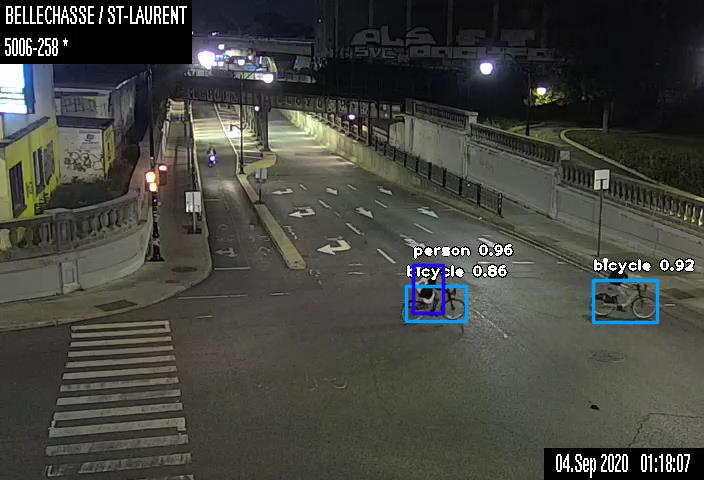 BELLECHASSE / ST-LAURENT
5006-258 *
person 0.96
bicycle 0.86
bicycle 0.92
04.Sep 2020 01:18:07